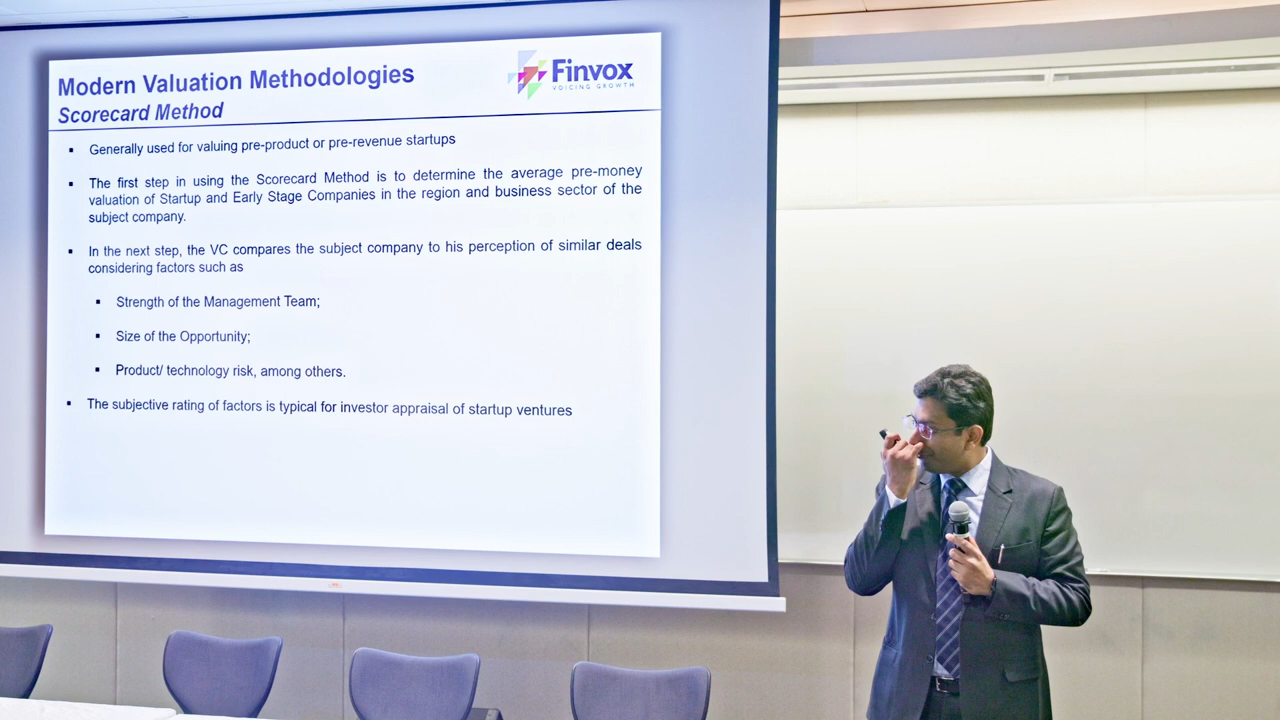 Modern Valuation Methodologies
Scorecard Method
Finvox
VOICING GROWTH
▪ Generally used for valuing pre-product or pre-revenue startups
▪ The first step in using the Scorecard Method is to determine the average pre-money
valuation of Startup and Early Stage Companies in the region and business sector of the
subject company.
▪ In the next step, the VC compares the subject company to his perception of similar deals
considering factors such as
▪ Strength of the Management Team;
▪ Size of the Opportunity;
▪ Product/ technology risk, among others.
▪ The subjective rating of factors is typical for investor appraisal of startup ventures